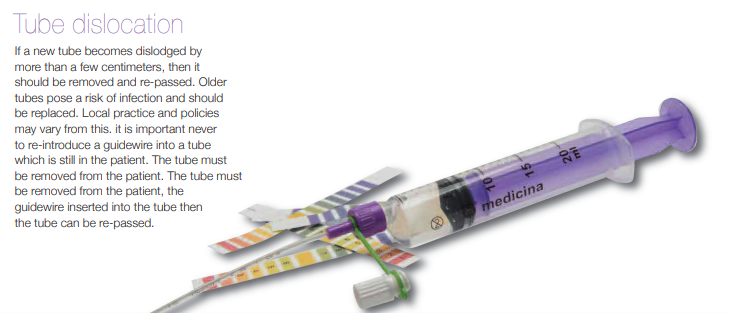 Tube dislocation
If a new tube becomes dislodged by
more than a few centimeters, then it
should be removed and re-passed. Older
tubes pose a risk of infection and should
be replaced. Local practice and policies
may vary from this. it is important never
to re-introduce a guidewire into a tube
which is still in the patient. The tube must
be removed from the patient. The tube must
be removed from the patient, the
guidewire inserted into the tube then
the tube can be re-passed.
10
15
20
ml
medicina